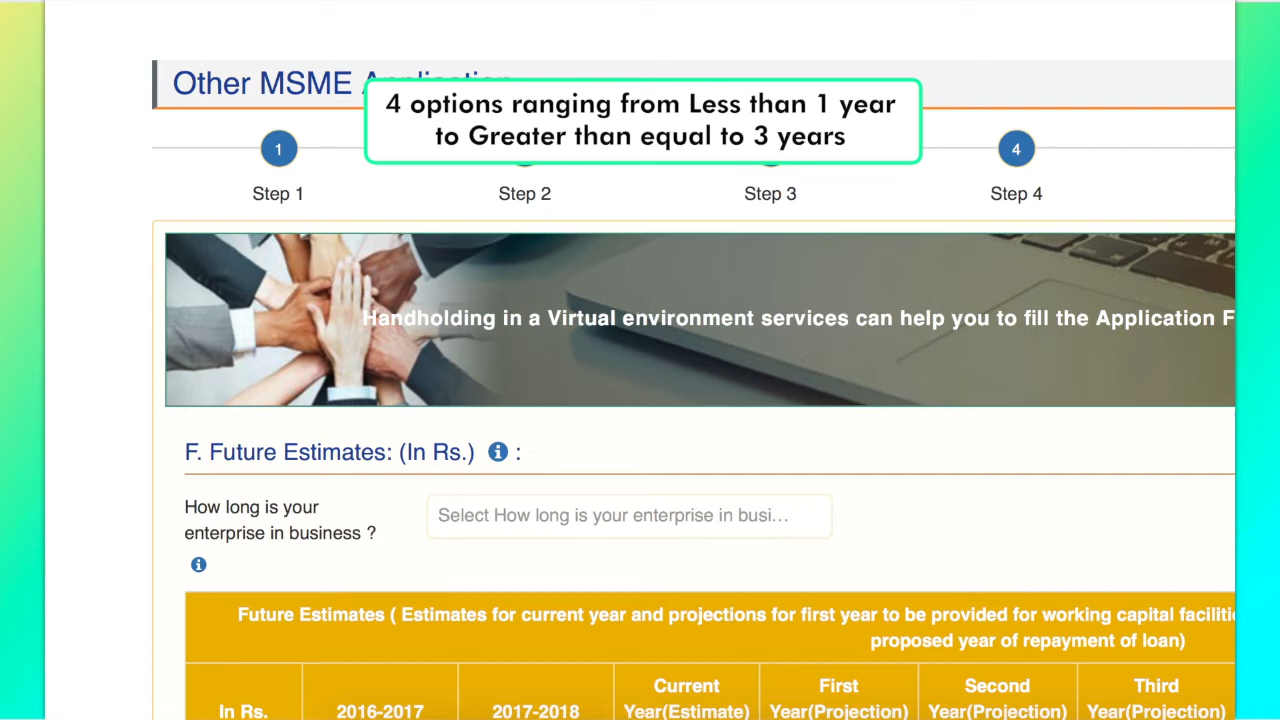 Other MSME
4 options ranging from Less than 1 year
to Greater than equal to 3 years
1
4
Step 1
Step 2
Step 3
Step 4
Handholding in a Virtual environment services can help you to fill the Application F
F. Future Estimates: (In Rs.) :
How long is your
enterprise in business ?
Select How long is your enterprise in busi...
Future Estimates ( Estimates for current year and projections for first year to be provided for working capital faciliti
proposed year of repayment of loan)
In Rs.
2016-2017
2017-2018
Current
Year(Estimate)
First
Year(Projection)
Second
Year(Projection)
Third
Year(Projection)